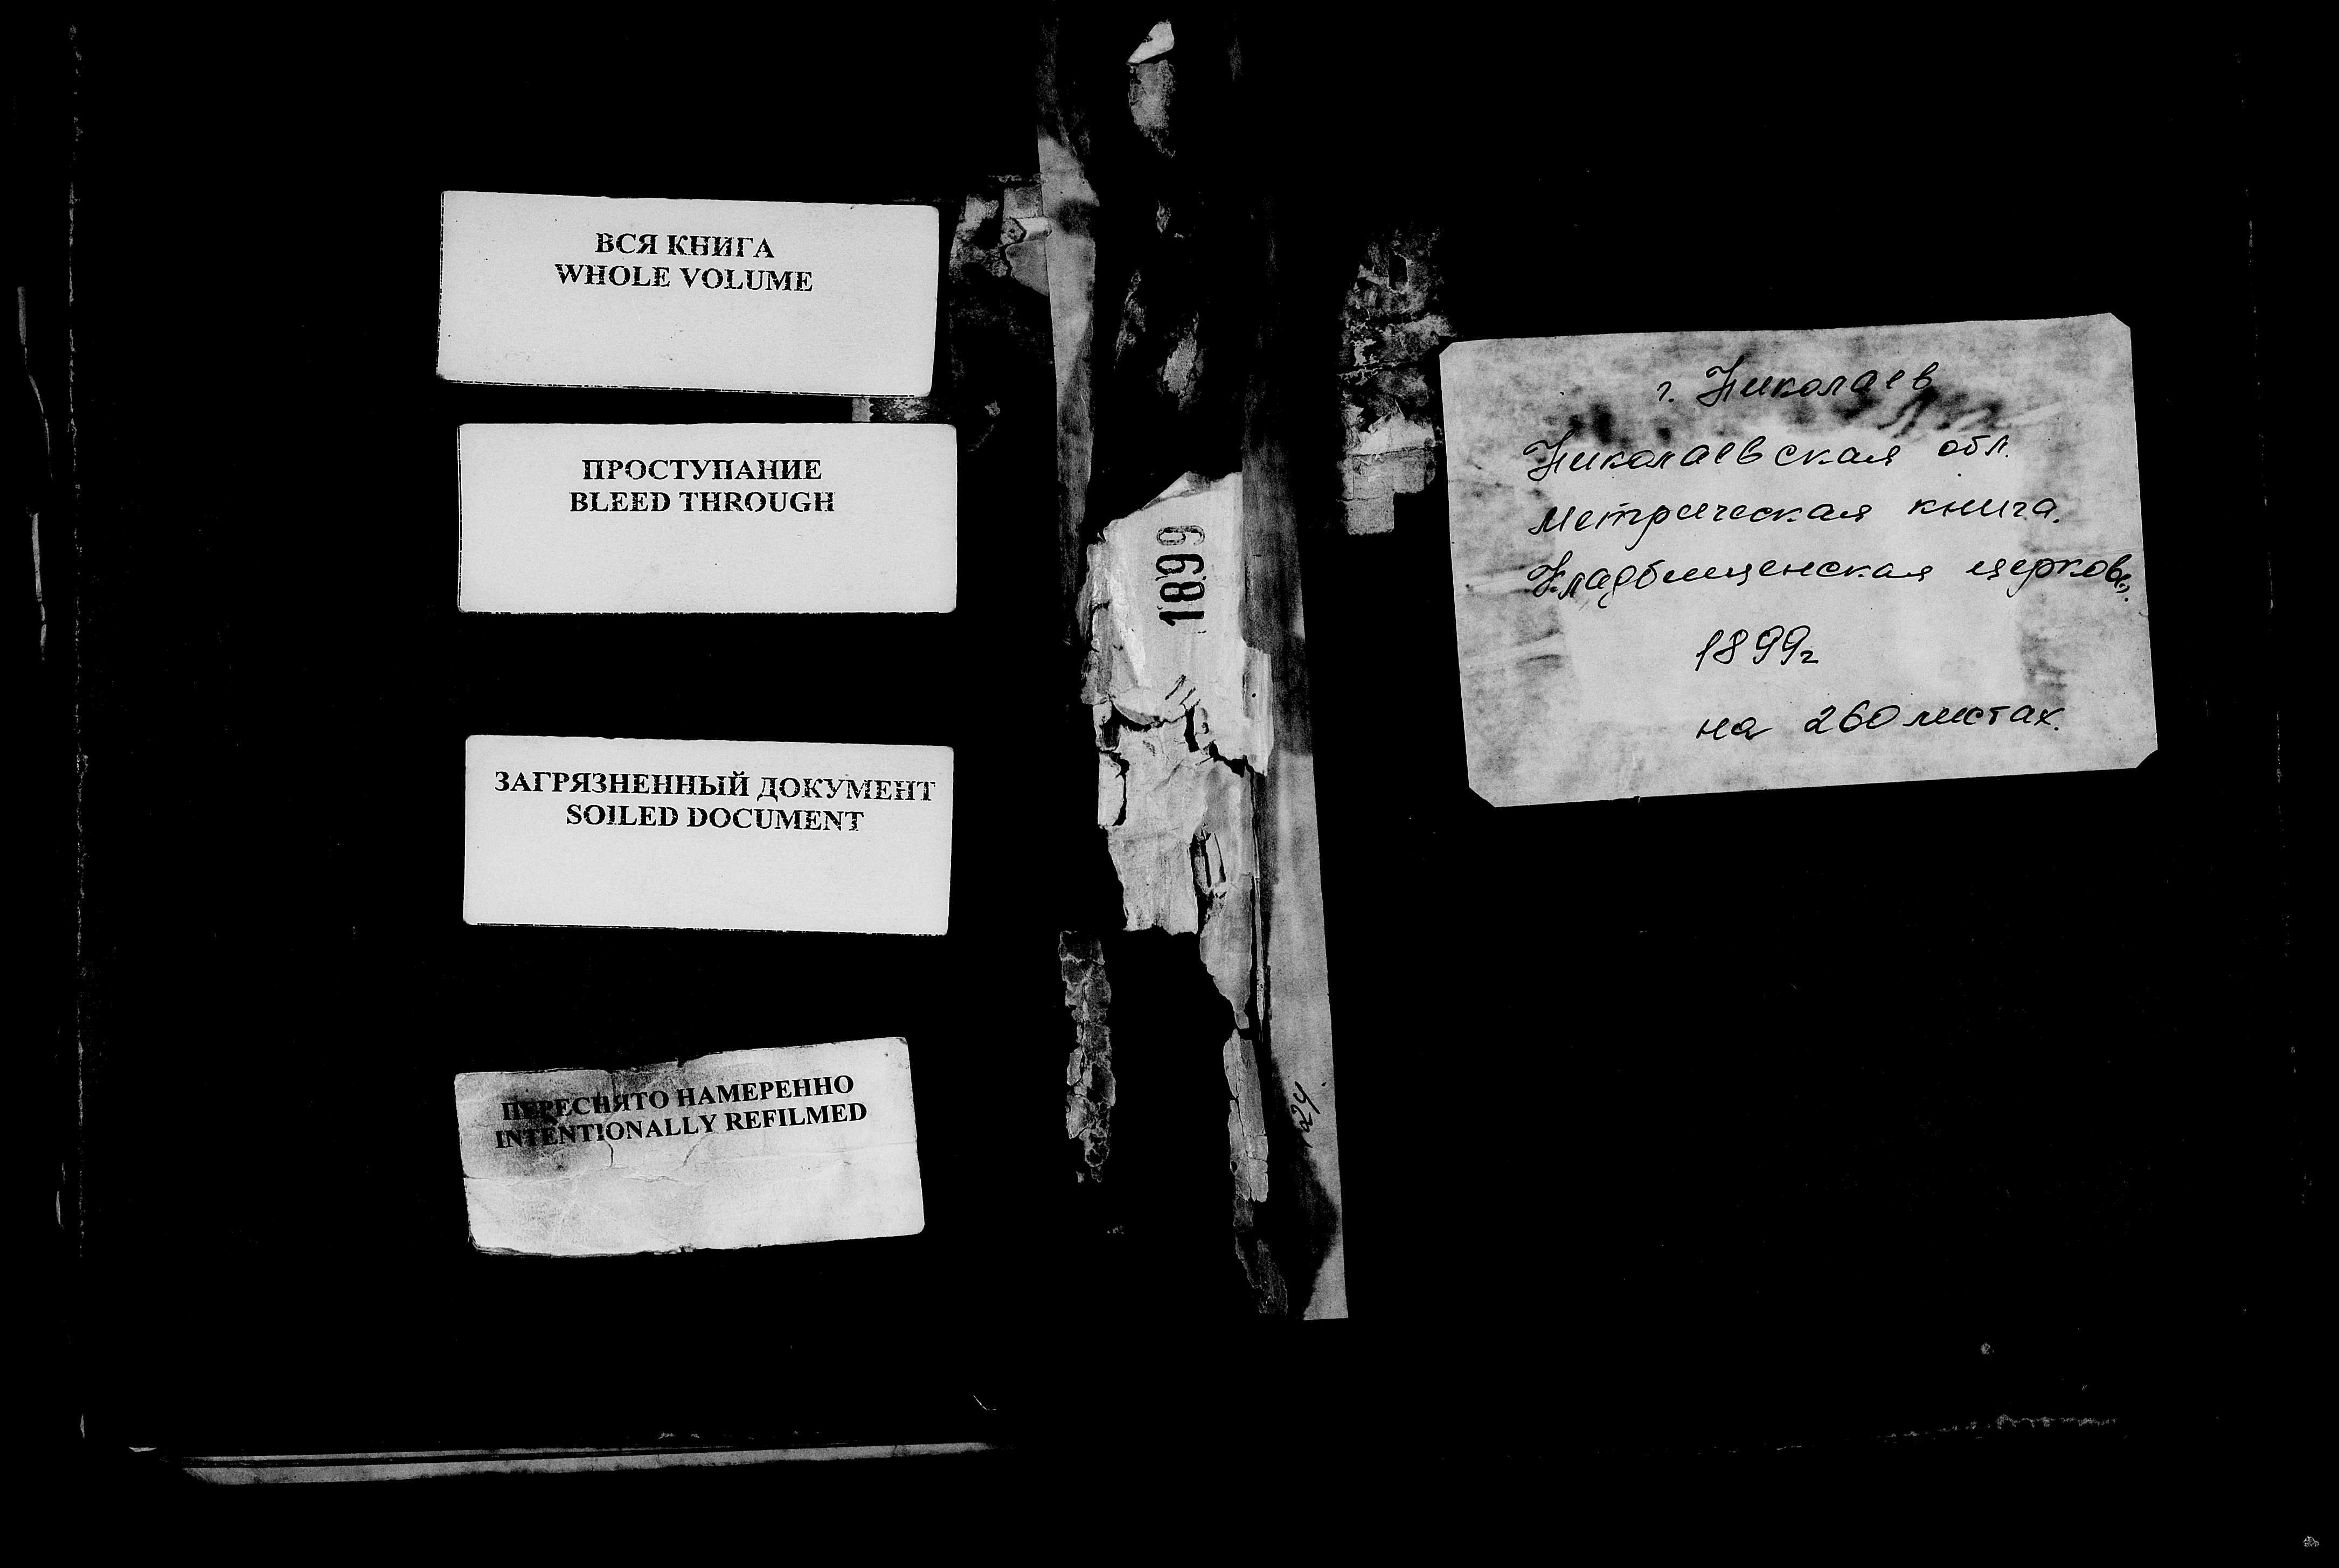 ВСЯ КНИГА
WHOLE VOLUME
ПРОСТУПАНИЕ
BLEED THROUGH
ЗАГРЯЗНЕННЫЙ ДОКУМЕНТ
SOILED DOCUMENT
ПЕРЕСНЯТО НАМЕРЕННО
INTENTIONALLY REFILMED
1899
г. Николаев
Николаевская обл.
Метрическая книга.
Кладбищенская церковь.
1899г
на 260 листах.